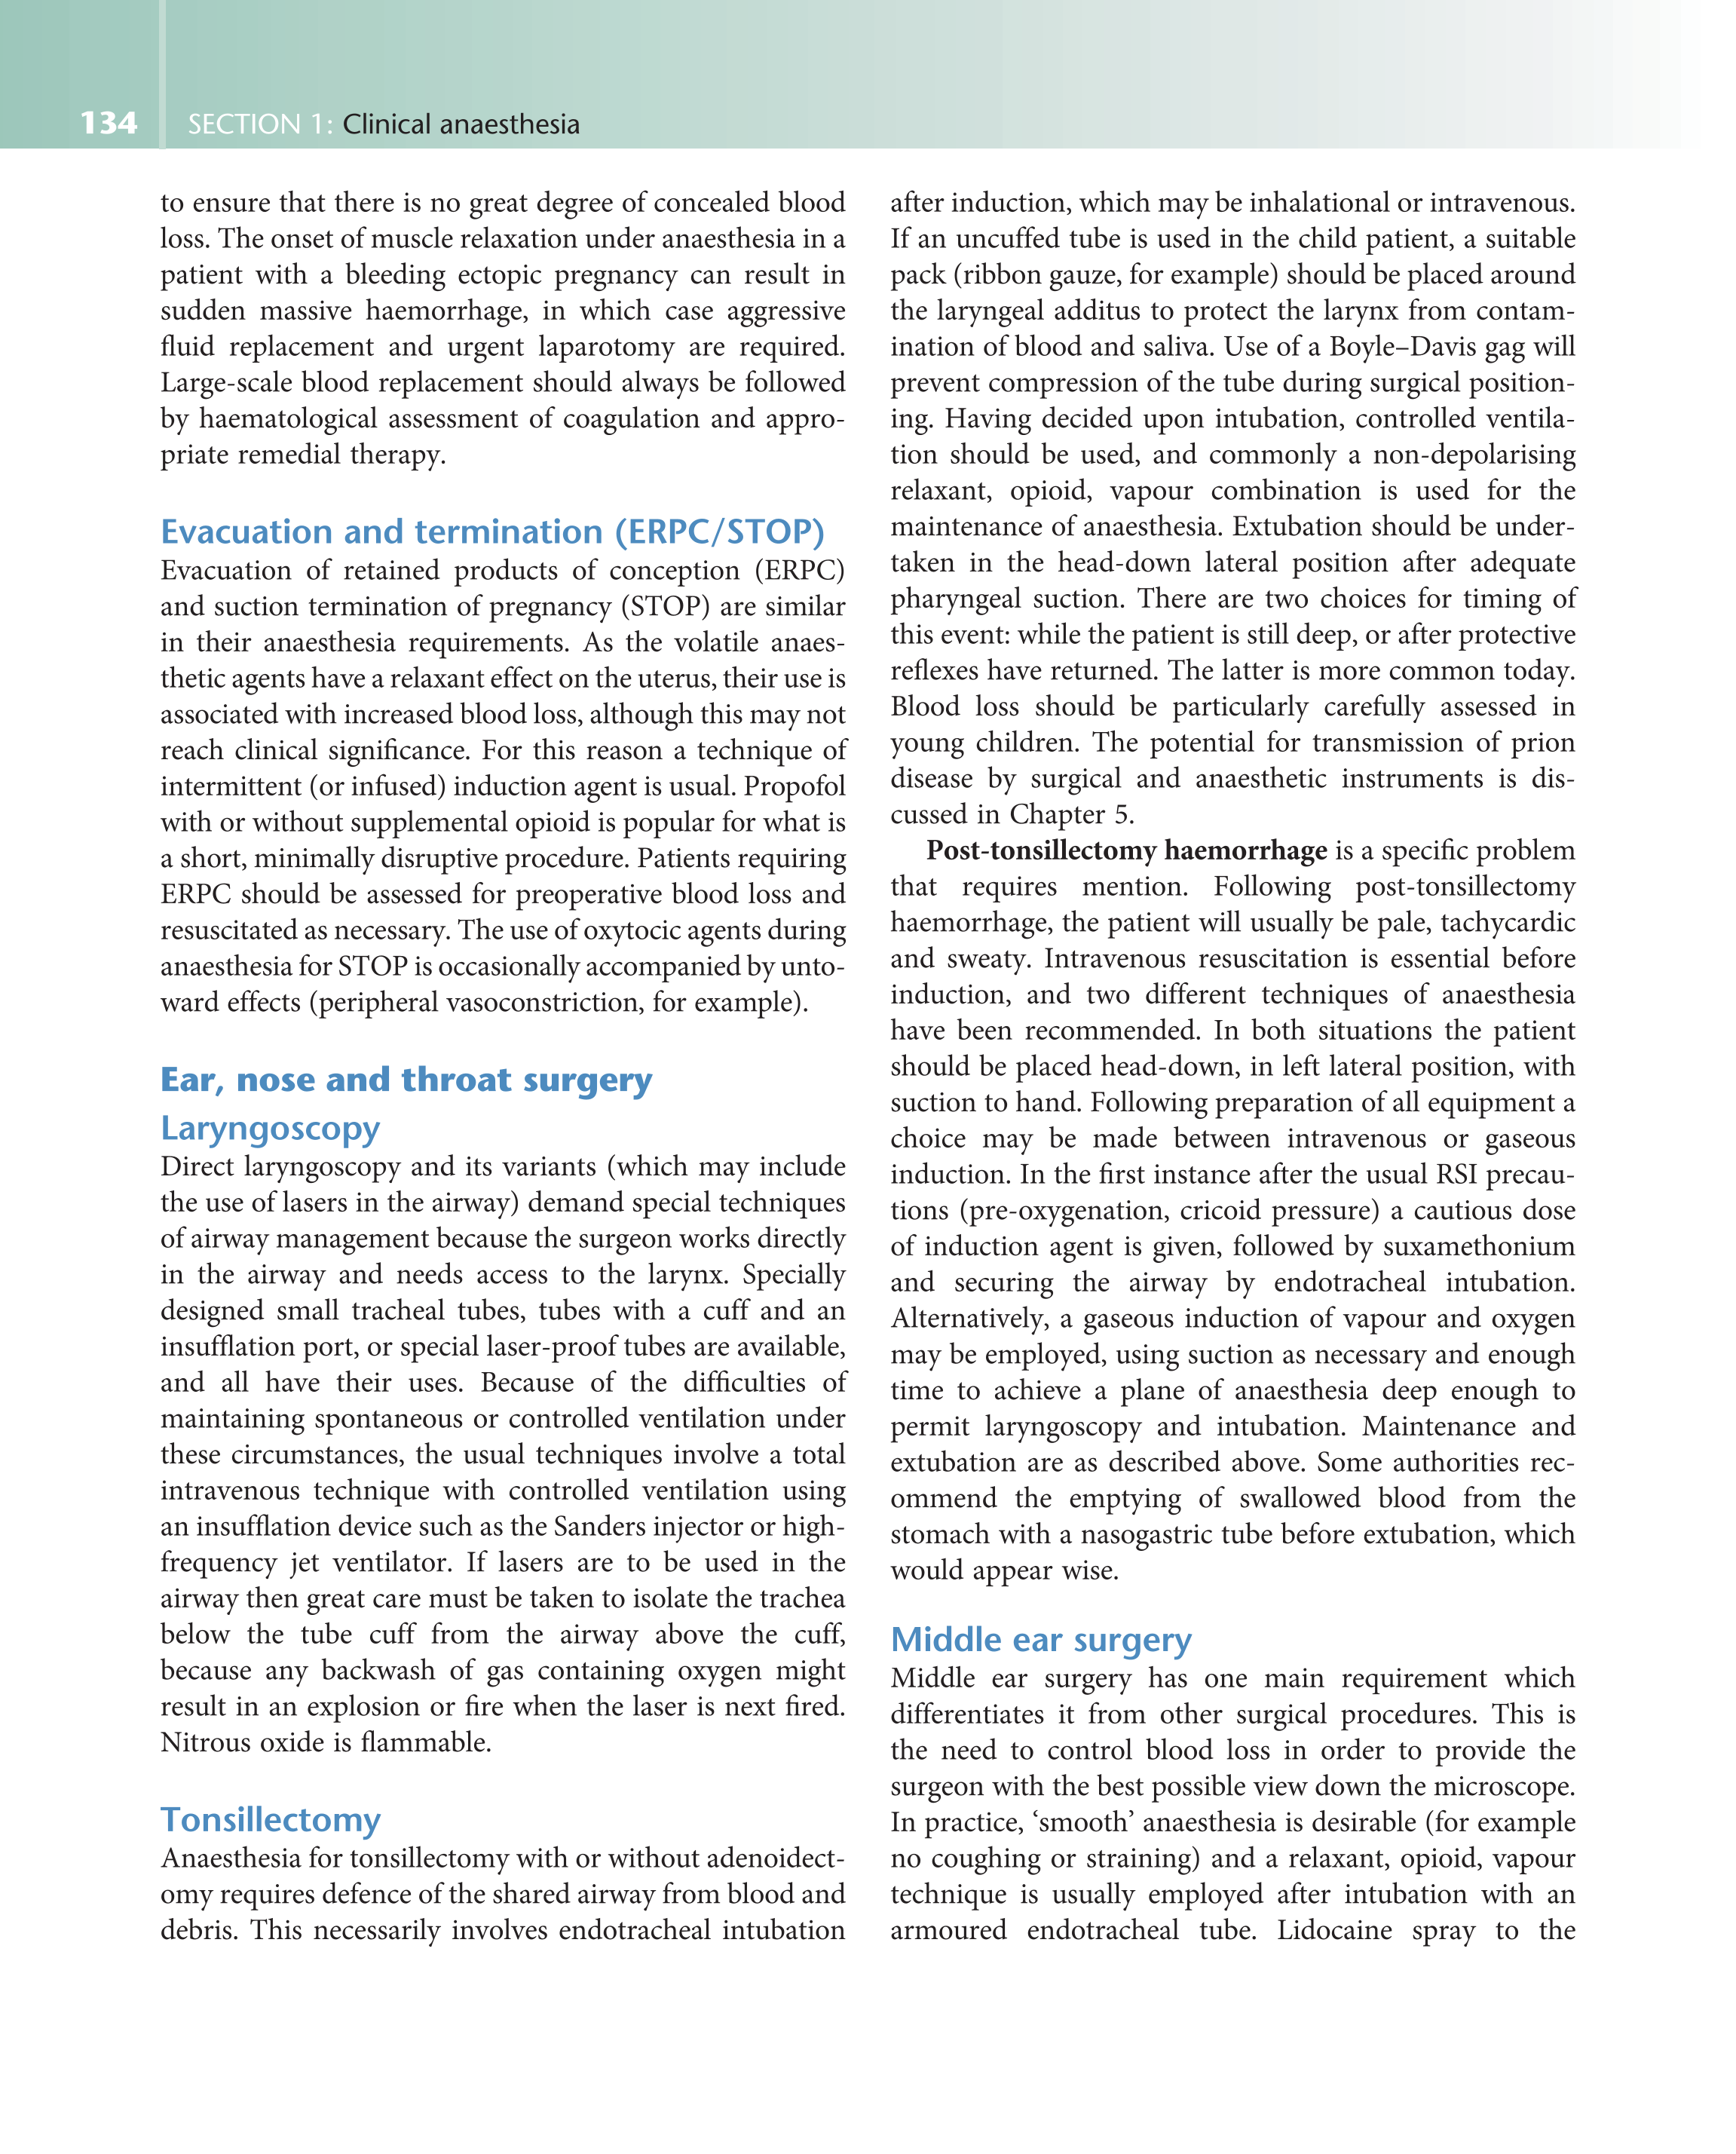 134
SECTION 1: Clinical anaesthesia
to ensure that there is no great degree of concealed blood
loss. The onset of muscle relaxation under anaesthesia in a
patient with a bleeding ectopic pregnancy can result in
sudden massive haemorrhage, in which case aggressive
fluid replacement and urgent laparotomy are required.
Large-scale blood replacement should always be followed
by haematological assessment of coagulation and appro-
priate remedial therapy.
Evacuation and termination (ERPC/STOP)
Evacuation of retained products of conception (ERPC)
and suction termination of pregnancy (STOP) are similar
in their anaesthesia requirements. As the volatile anaes-
thetic agents have a relaxant effect on the uterus, their use is
associated with increased blood loss, although this may not
reach clinical significance. For this reason a technique of
intermittent (or infused) induction agent is usual. Propofol
with or without supplemental opioid is popular for what is
a short, minimally disruptive procedure. Patients requiring
ERPC should be assessed for preoperative blood loss and
resuscitated as necessary. The use of oxytocic agents during
anaesthesia for STOP is occasionally accompanied by unto-
ward effects (peripheral vasoconstriction, for example).
Ear, nose and throat surgery
Laryngoscopy
Direct laryngoscopy and its variants (which may include
the use of lasers in the airway) demand special techniques
of airway management because the surgeon works directly
in the airway and needs access to the larynx. Specially
designed small tracheal tubes, tubes with a cuff and an
insufflation port, or special laser-proof tubes are available,
and all have their uses. Because of the difficulties of
maintaining spontaneous or controlled ventilation under
these circumstances, the usual techniques involve a total
intravenous technique with controlled ventilation using
an insufflation device such as the Sanders injector or high-
frequency jet ventilator. If lasers are to be used in the
airway then great care must be taken to isolate the trachea
below the tube cuff from the airway above the cuff,
because any backwash of gas containing oxygen might
result in an explosion or fire when the laser is next fired.
Nitrous oxide is flammable.
Tonsillectomy
Anaesthesia for tonsillectomy with or without adenoidect-
omy requires defence of the shared airway from blood and
debris. This necessarily involves endotracheal intubation
after induction, which may be inhalational or intravenous.
If an uncuffed tube is used in the child patient, a suitable
pack (ribbon gauze, for example) should be placed around
the laryngeal additus to protect the larynx from contam-
ination of blood and saliva. Use of a Boyle–Davis gag will
prevent compression of the tube during surgical position-
ing. Having decided upon intubation, controlled ventila-
tion should be used, and commonly a non-depolarising
relaxant, opioid, vapour combination is used for the
maintenance of anaesthesia. Extubation should be under-
taken in the head-down lateral position after adequate
pharyngeal suction. There are two choices for timing of
this event: while the patient is still deep, or after protective
reflexes have returned. The latter is more common today.
Blood loss should be particularly carefully assessed in
young children. The potential for transmission of prion
disease by surgical and anaesthetic instruments is dis-
cussed in Chapter 5.
Post-tonsillectomy haemorrhage is a specific problem
that requires mention. Following post-tonsillectomy
haemorrhage, the patient will usually be pale, tachycardic
and sweaty. Intravenous resuscitation is essential before
induction, and two different techniques of anaesthesia
have been recommended. In both situations the patient
should be placed head-down, in left lateral position, with
suction to hand. Following preparation of all equipment a
choice may be made between intravenous or gaseous
induction. In the first instance after the usual RSI precau-
tions (pre-oxygenation, cricoid pressure) a cautious dose
of induction agent is given, followed by suxamethonium
and securing the airway by endotracheal intubation.
Alternatively, a gaseous induction of vapour and oxygen
may be employed, using suction as necessary and enough
time to achieve a plane of anaesthesia deep enough to
permit laryngoscopy and intubation. Maintenance and
extubation are as described above. Some authorities rec-
ommend the emptying of swallowed blood from the
stomach with a nasogastric tube before extubation, which
would appear wise.
Middle ear surgery
Middle ear surgery has one main requirement which
differentiates it from other surgical procedures. This is
the need to control blood loss in order to provide the
surgeon with the best possible view down the microscope.
In practice, ‘smooth’ anaesthesia is desirable (for example
no coughing or straining) and a relaxant, opioid, vapour
technique is usually employed after intubation with an
armoured endotracheal tube. Lidocaine spray to the